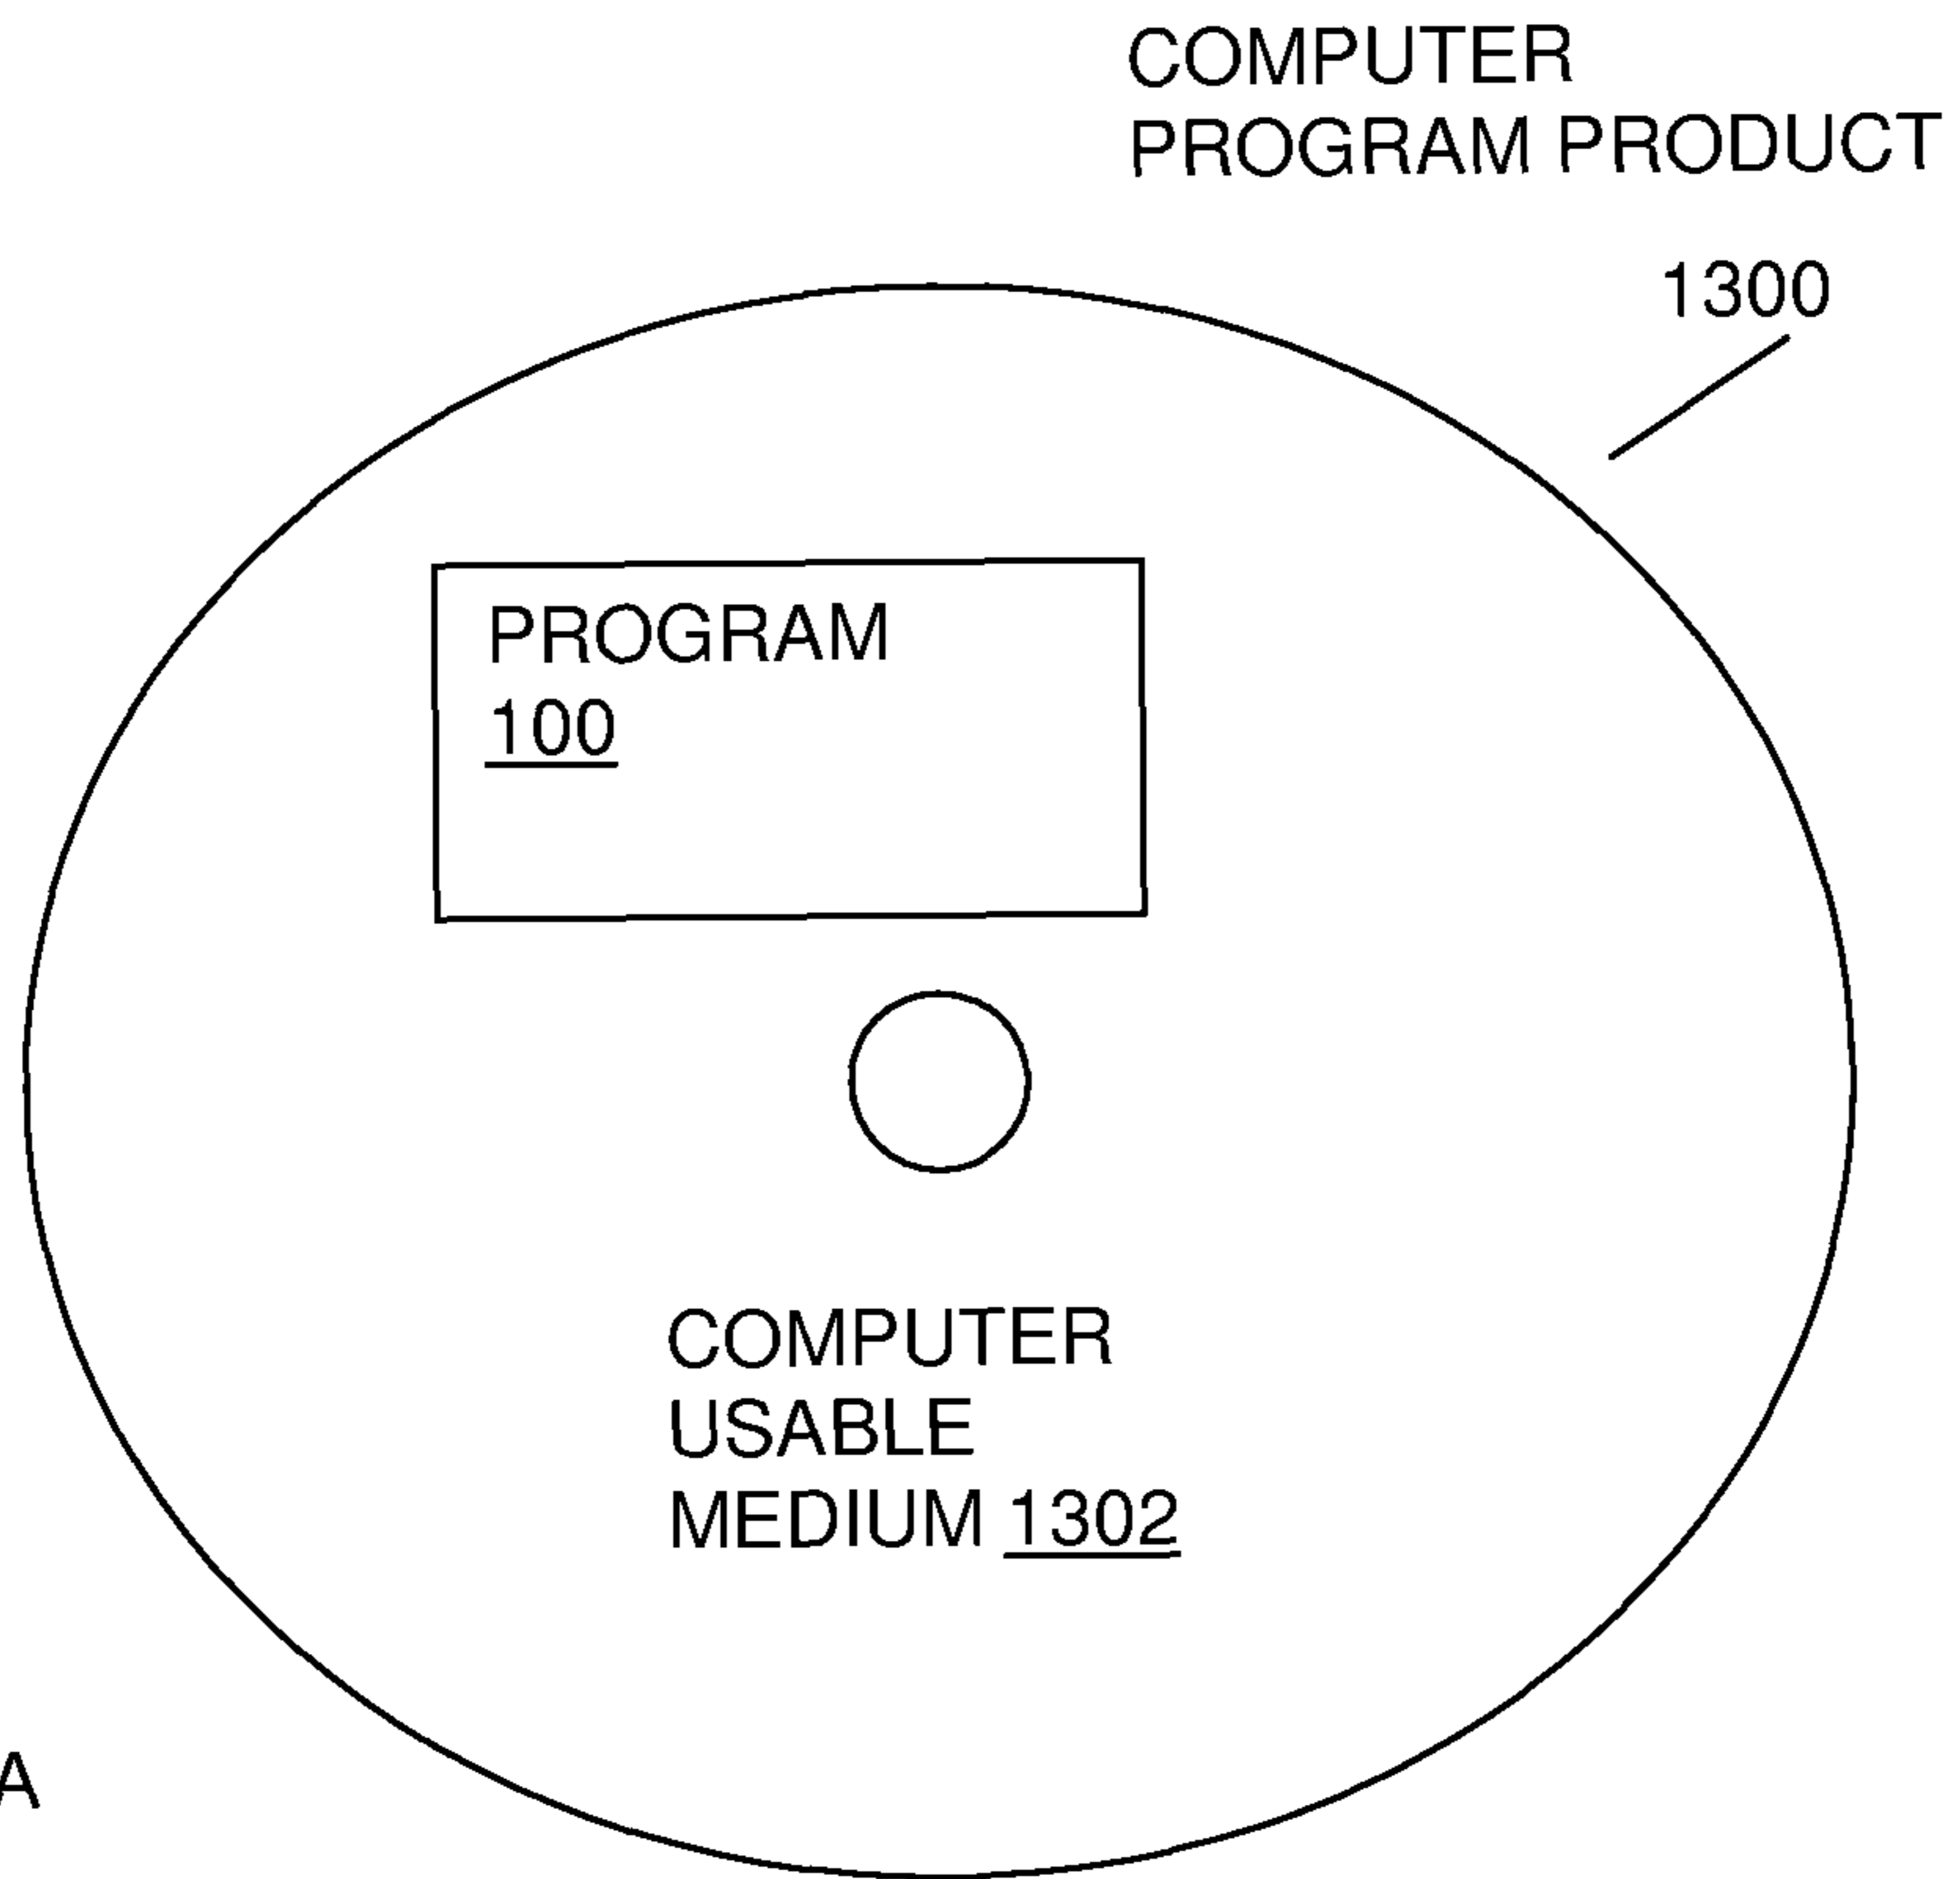 COMPUTER
PROGRAM PRODUCT
1300
PROGRAM
100
COMPUTER
USABLE
MEDIUM 1302
A